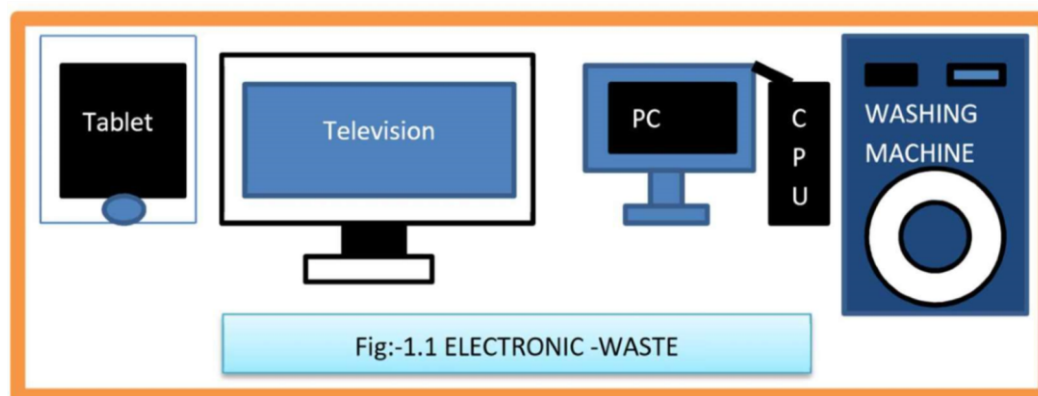 Tablet
Television
PC
C
P
U
WASHING
MACHINE
Fig:-1.1 ELECTRONIC -WASTE